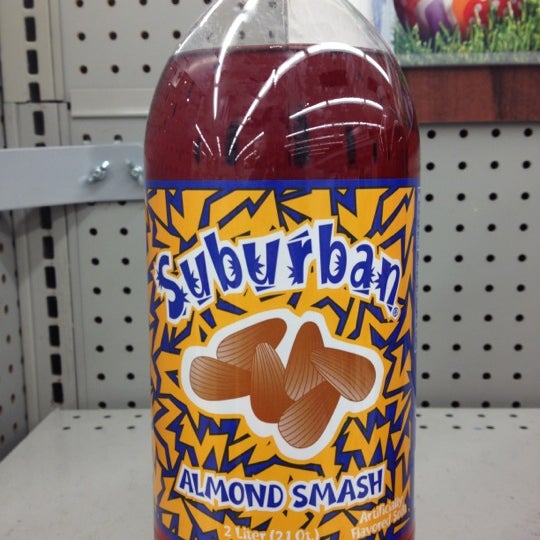 Suburban®
ALMOND SMASH
Artificially
Flavored Soda
2 Liter (2.1 Qt.)